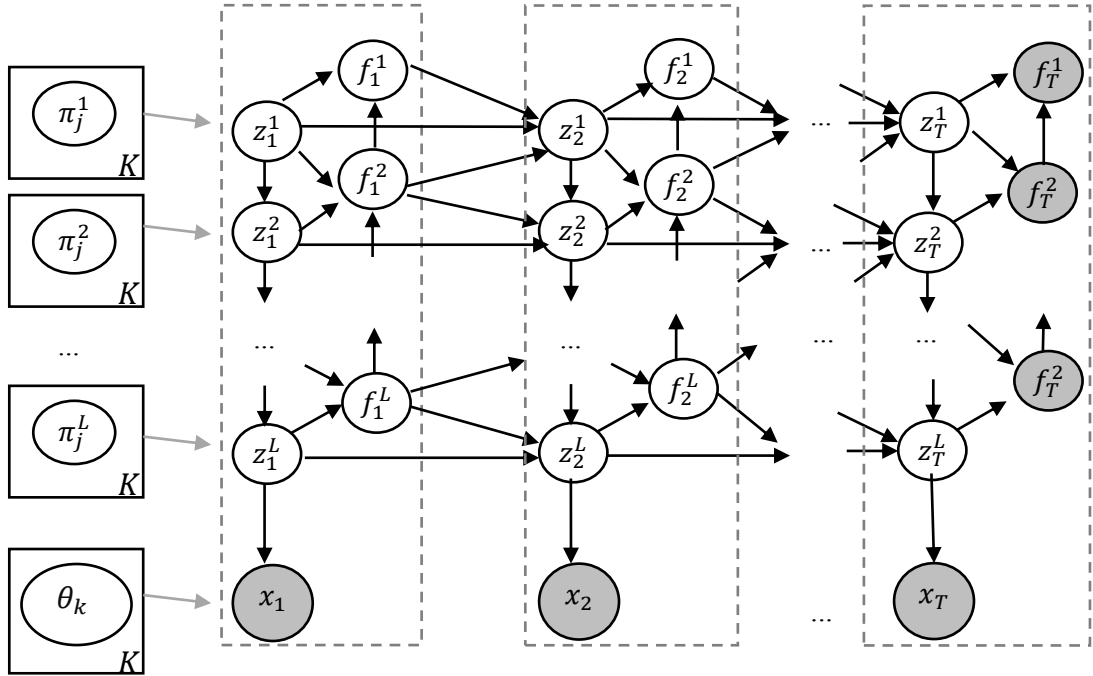 π_j^1
K
π_j^2
K
...
π_j^L
K
θ_k
K
f_1^1
z_1^1
f_1^2
z_1^2
...
f_1^L
z_1^L
x_1
f_2^1
z_2^1
f_2^2
z_2^2
...
f_2^L
z_2^L
x_2
...
...
...
...
f_T^1
z_T^1
f_T^2
z_T^2
...
f_T^2
z_T^L
x_T